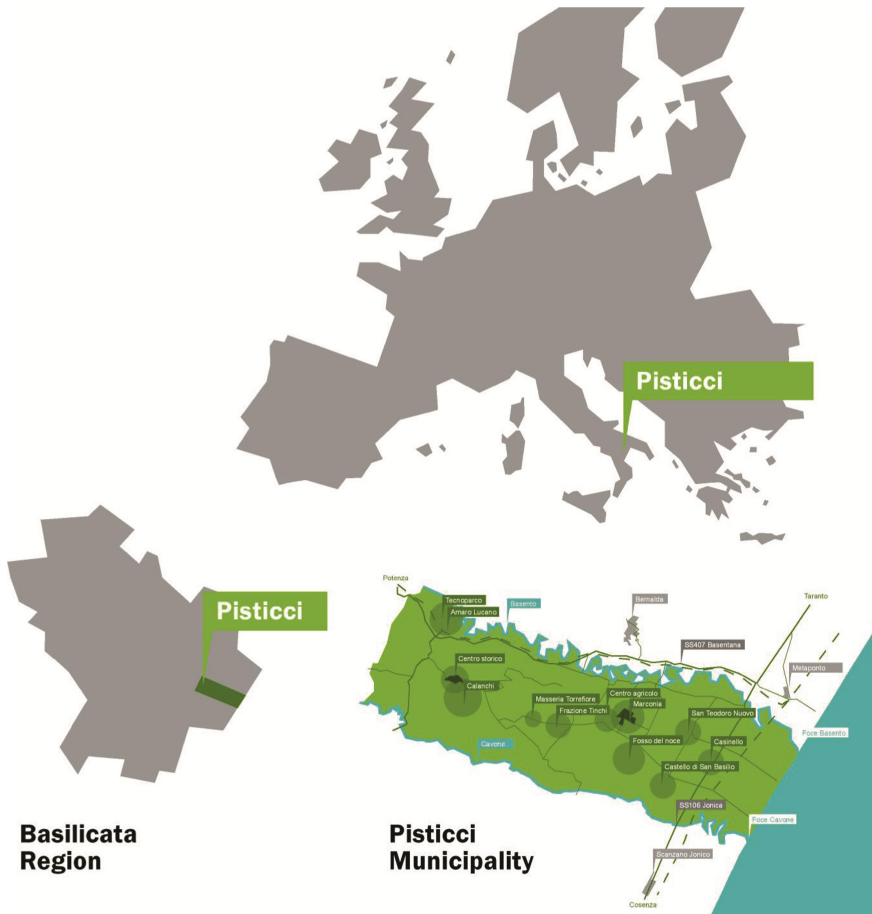 Pisticci
Pisticci
Basilicata
Region
Potenza
Taranto
Tecnoparco
Amaro Lucano
Basento
Bernalda
SS407 Basentana
Centro storico
Metaponto
Calanchi
Centro agricolo
Masseria Torrefiore
Marconia
Frazione Tinchi
San Teodoro Nuovo
Foce Basento
Cavone
Fosso del noce
Casinello
Castello di San Basilio
SS106 Jonica
Foce Cavone
Pisticci
Municipality
Scanzano Jonico
Cosenza